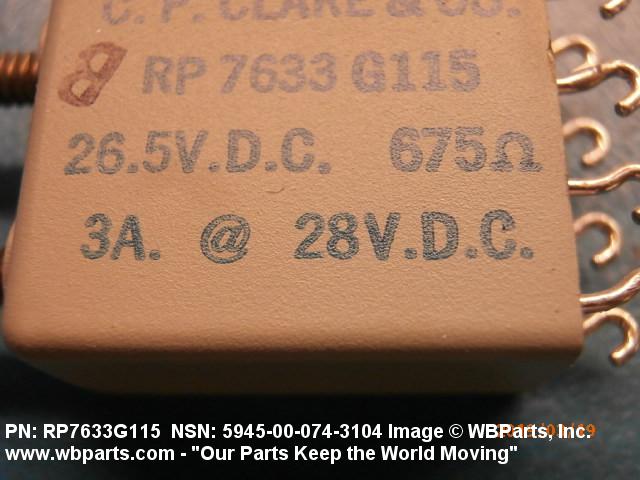 C. P. CLARE & CO.
B RP 7633 G115
26.5V.D.C. 675Ω
3A. @ 28V.D.C.
PN: RP7633G115 NSN: 5945-00-074-3104 Image © WBParts, Inc.
www.wbparts.com - "Our Parts Keep the World Moving"